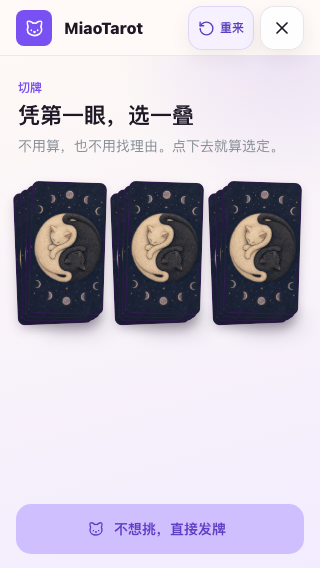 MiaoTarot
重来
切牌
凭第一眼，选一叠
不用算，也不用找理由。点下去就算选定。
不想挑，直接发牌